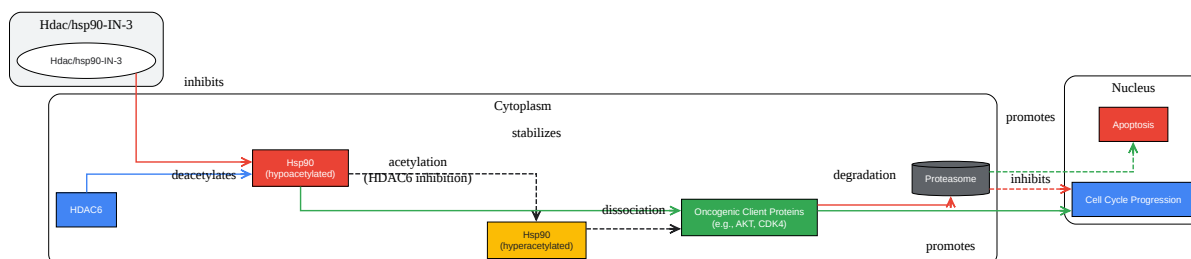 Hdac/hsp90-IN-3
Hdac/hsp90-IN-3
inhibits
Cytoplasm
stabilizes
Nucleus
promotes
Apoptosis
Hsp90
(hypoacetylated)
acetylation
(HDAC6 inhibition)
deacetylates
degradation
Proteasome
inhibits
HDAC6
dissociation
Oncogenic Client Proteins
(e.g., AKT, CDK4)
Cell Cycle Progression
Hsp90
(hyperacetylated)
promotes